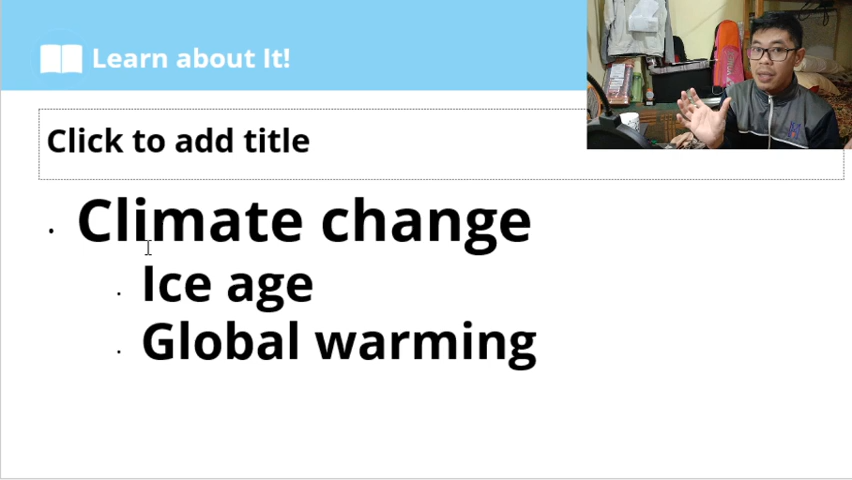 Learn about It!
Click to add title
Climate change
Ice age
Global warming